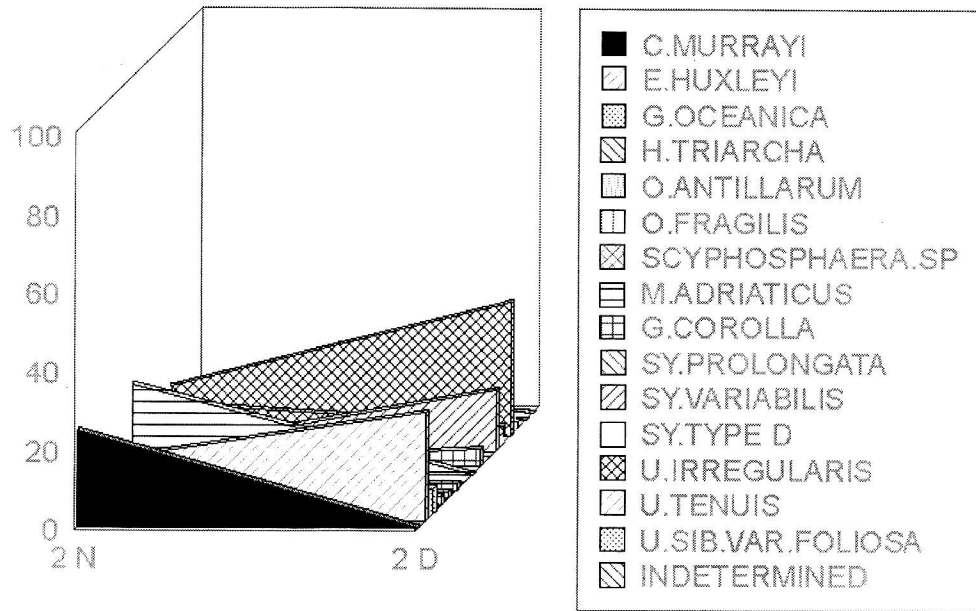 100
80
60
40
20
0
2 N
2 D
C.MURRAYI
E.HUXLEYI
G.OCEANICA
H.TRIARCHA
O.ANTILLARUM
O.FRAGILIS
SCYPHOSPHAERA.SP
M.ADRIATICUS
G.COROLLA
SY.PROLONGATA
SY.VARIABILIS
SY.TYPE D
U.IRREGULARIS
U.TENUIS
U.SIB.VAR.FOLIOSA
INDETERMINED